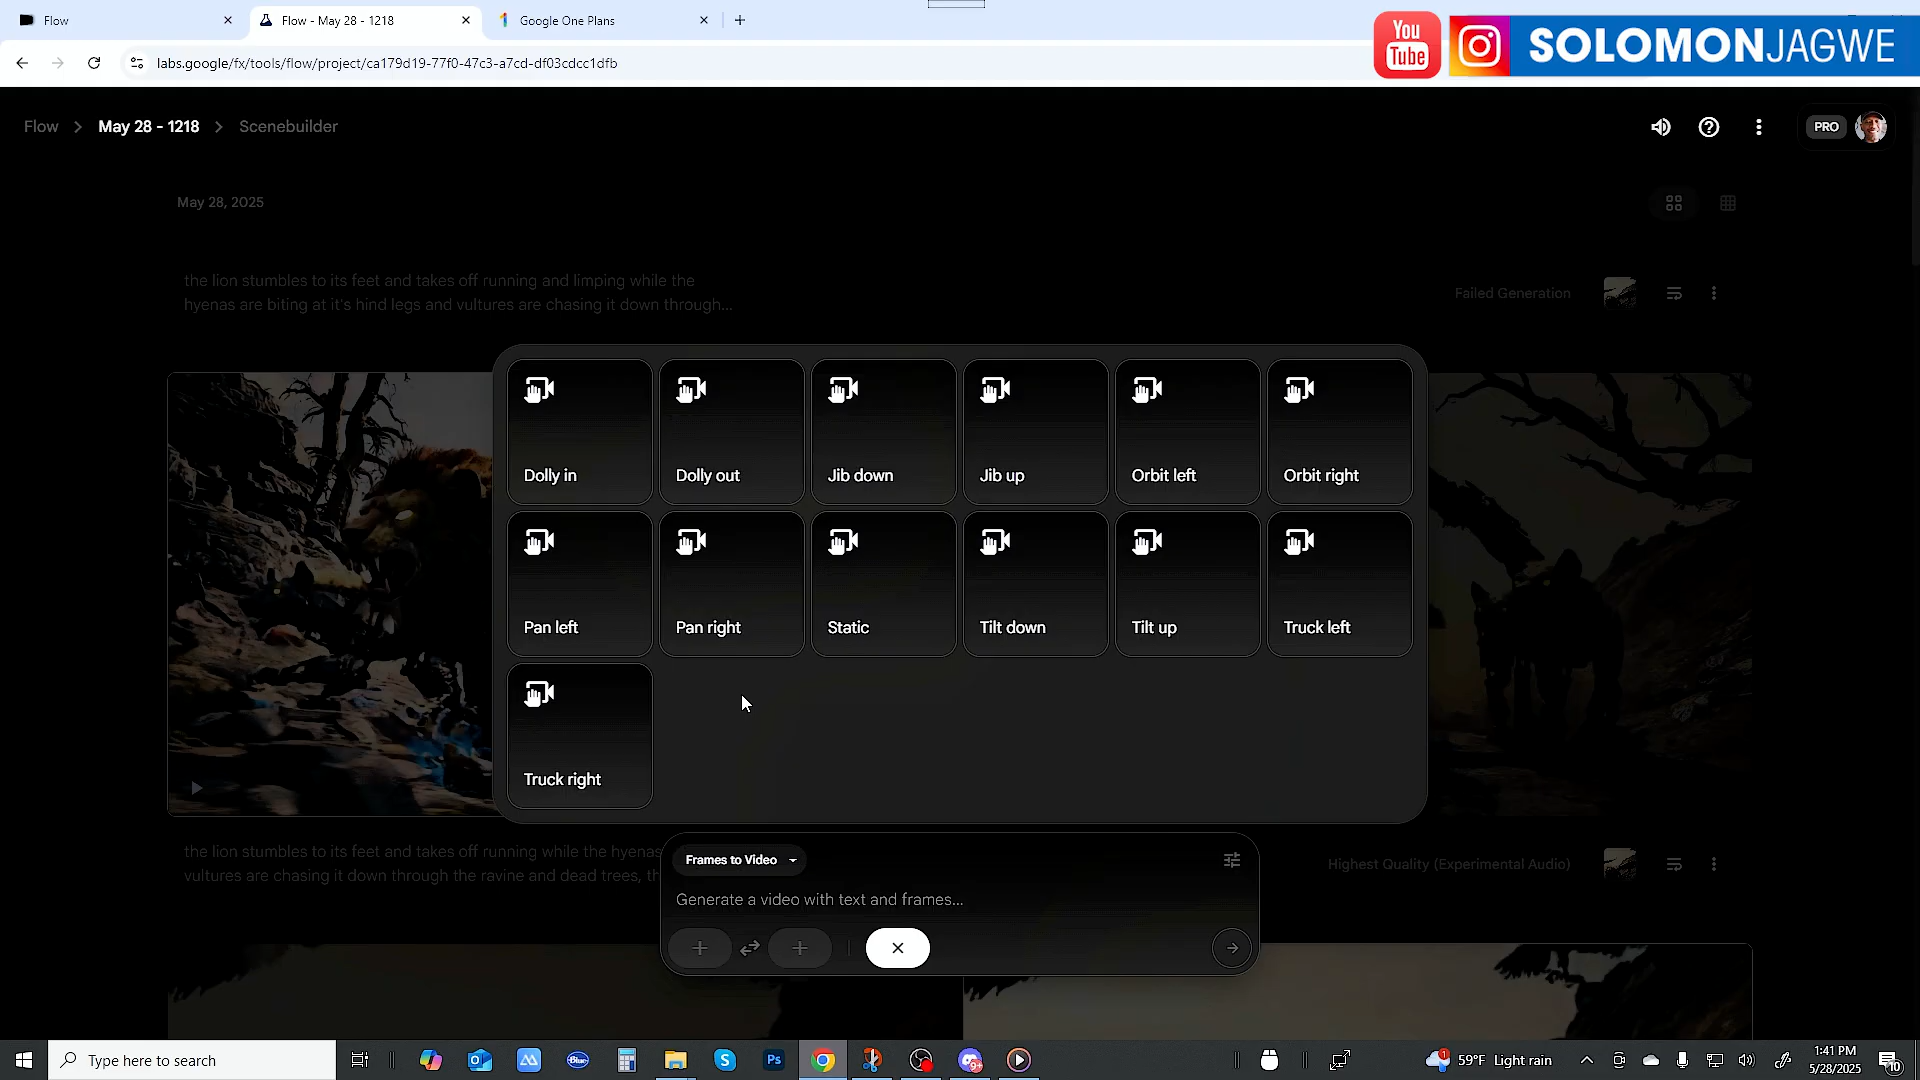 Flow
Flow - May 28 - 1218
Google One Plans
labs.google/fx/tools/flow/project/ca179d19-77f0-47c3-a7cd-df03cdcc1dfb
You
Tube
SOLOMONJAGWE
Flow
May 28 - 1218
Scenebuilder
PRO
May 28, 2025
the lion stumbles to its feet and takes off running and limping while the
hyenas are biting at it's hind legs and vultures are chasing it down through...
Failed Generation
Dolly in
Dolly out
Jib down
Jib up
Orbit left
Orbit right
Pan left
Pan right
Static
Tilt down
Tilt up
Truck left
Truck right
the lion stumbles to its feet and takes off running while the hyenas
vultures are chasing it down through the ravine and dead trees, th
Highest Quality (Experimental Audio)
Frames to Video
Generate a video with text and frames...
Type here to search
Blue
Ps
9+
1
59°F Light rain
1:41 PM
5/28/2025
10